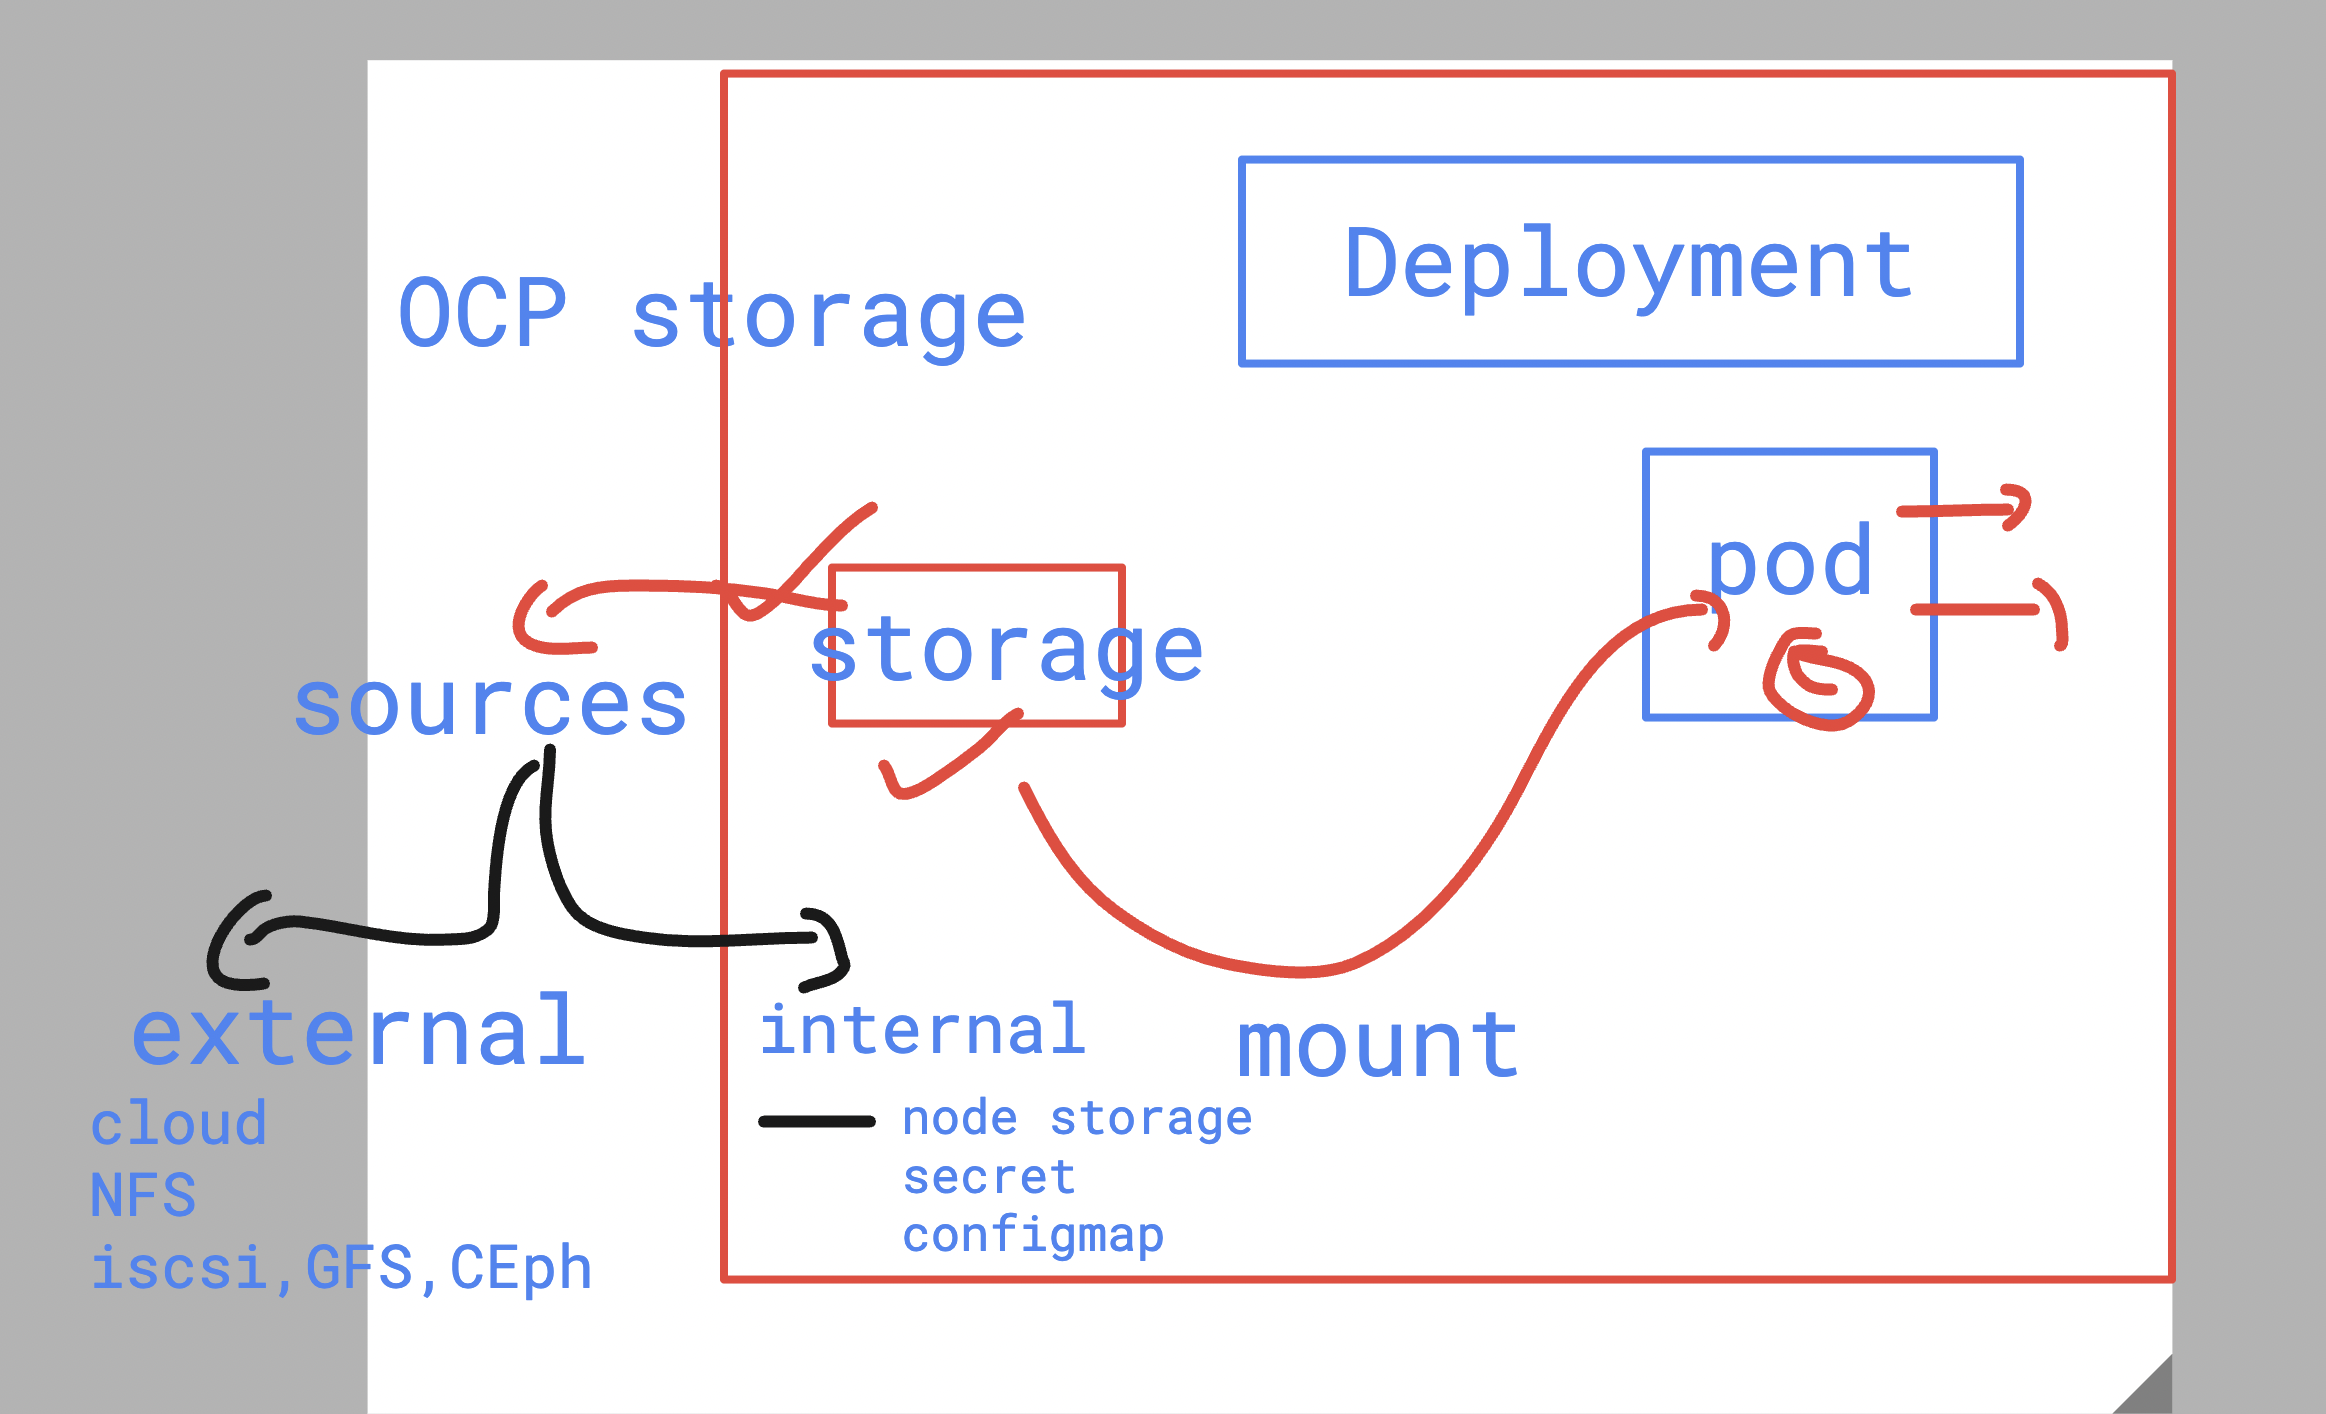 Deployment
OCP storage
pod
storage
sources
external
cloud
NFS
iscsi,GFS,CEph
internal
node storage
secret
configmap
mount